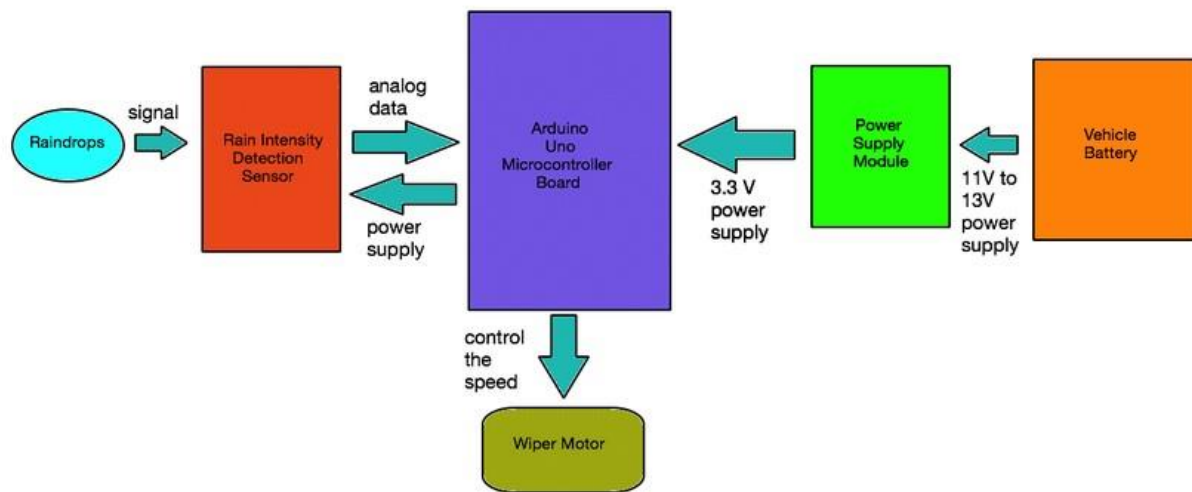 Raindrops
signal
Rain Intensity
Detection
Sensor
analog
data
power
supply
Arduino
Uno
Microcontroller
Board
control
the
speed
Wiper Motor
3.3 V
power
supply
Power
Supply
Module
11V to
13V
power
supply
Vehicle
Battery